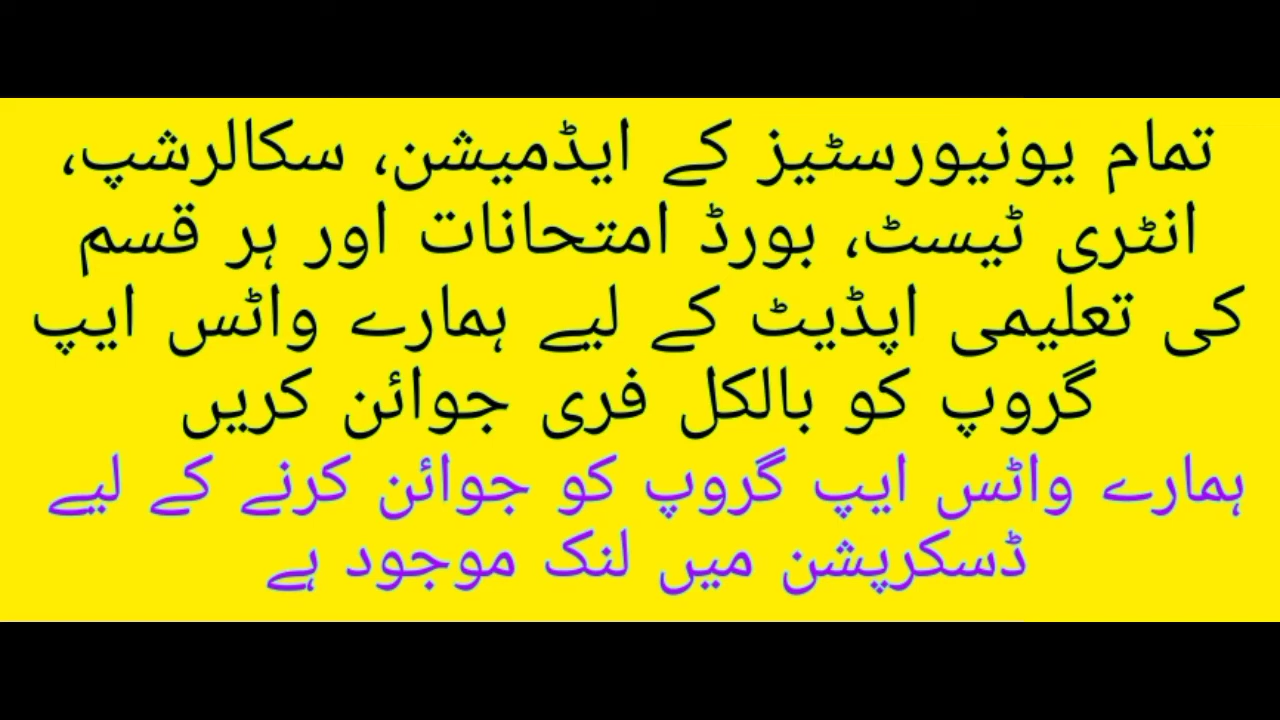 تمام یونیورسٹیز کے ایڈمیشن، سکالرشپ،
انٹری ٹیسٹ، بورڈ امتحانات اور ہر قسم
کی تعلیمی اپڈیٹ کے لیے ہمارے واٹس ایپ
گروپ کو بالکل فری جوائن کریں
ہمارے واٹس ایپ گروپ کو جوائن کرنے کے لیے
ڈسکرپشن میں لنک موجود ہے